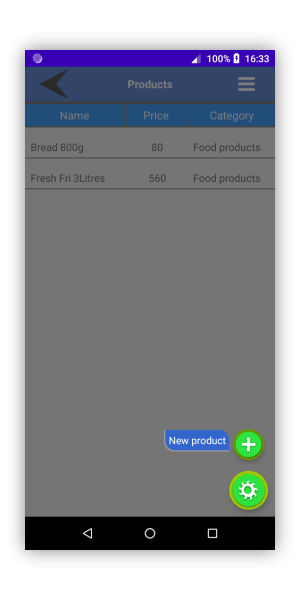 100% 16:33
Products
Name Price Category
Bread 800g 80 Food products
Fresh Fri 3Litres 560 Food products
New product